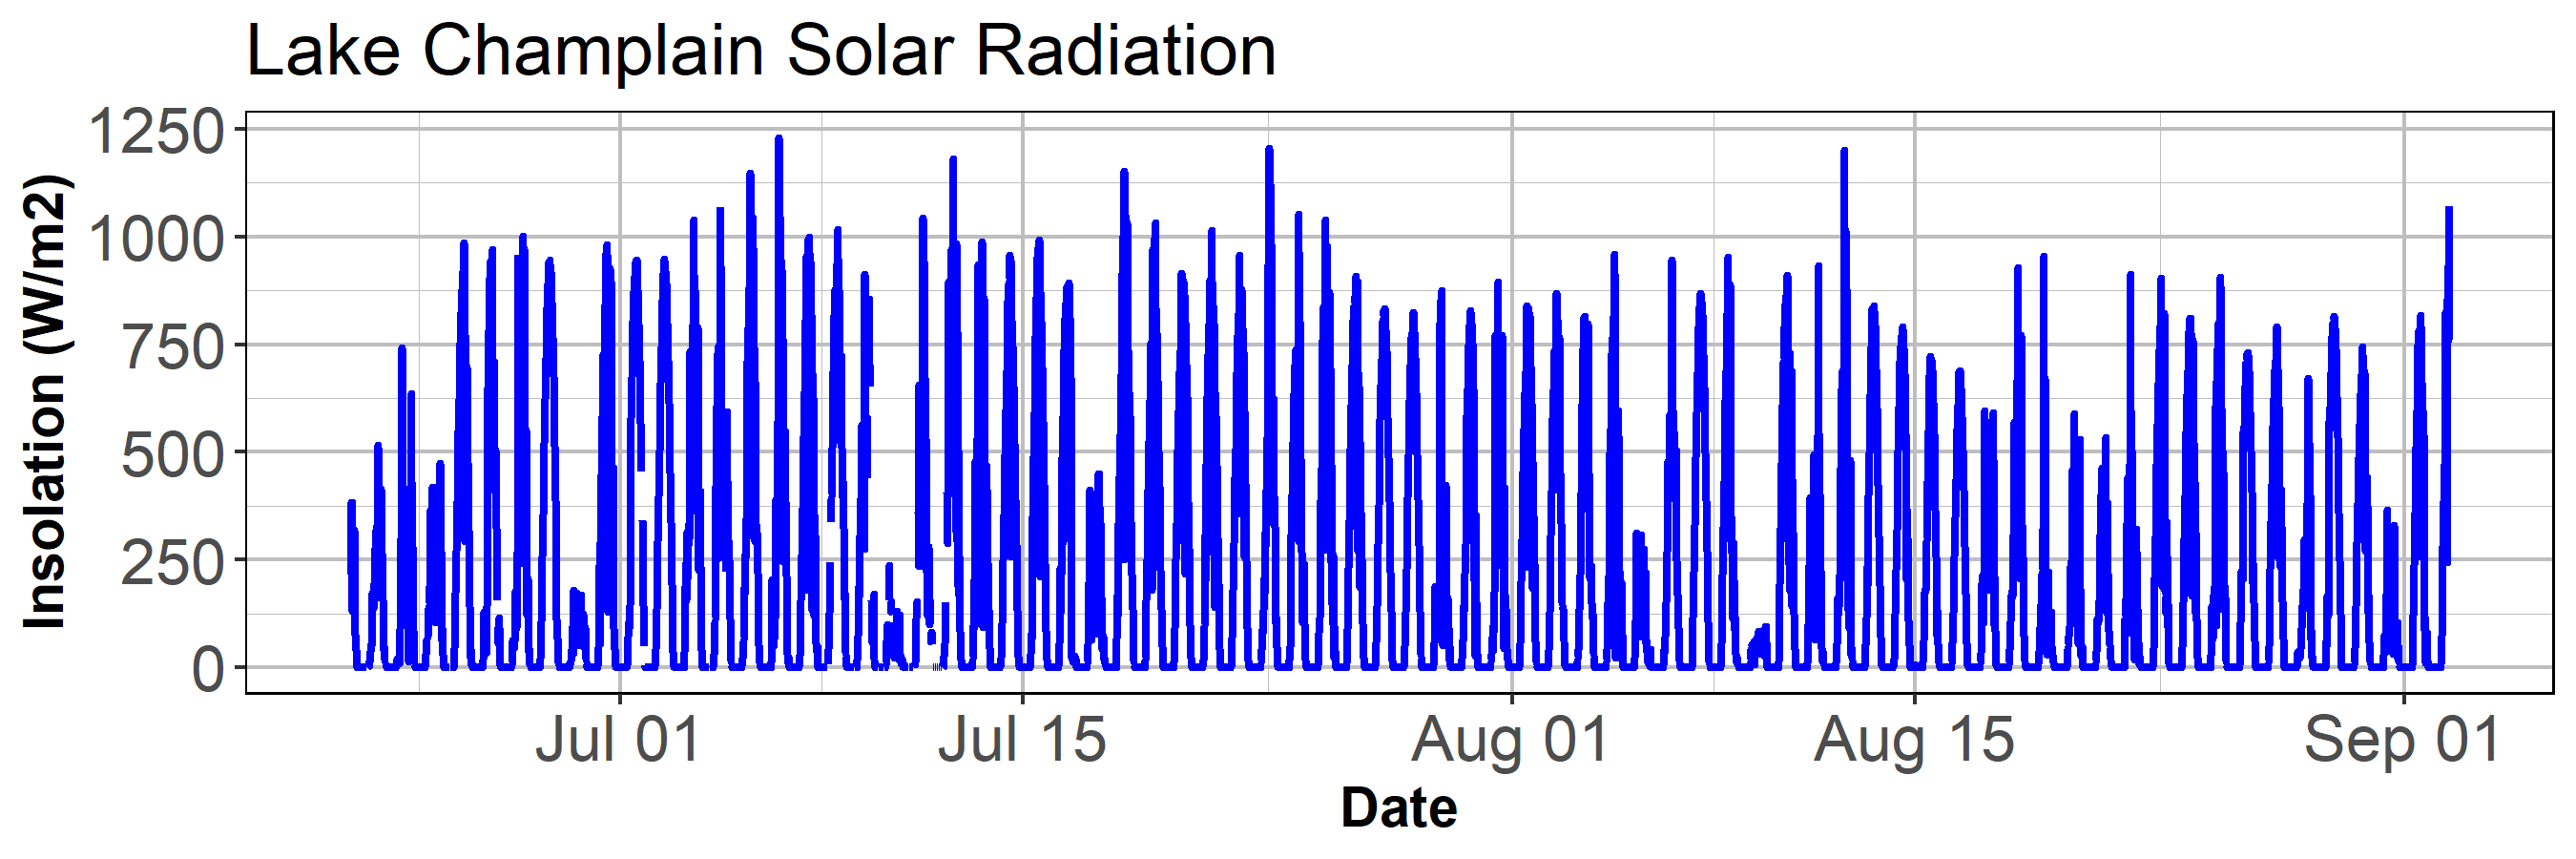 Lake Champlain Solar Radiation
Insolation (W/m2)
1250
1000
750
500
250
0
Jul 01 Jul 15 Aug 01 Aug 15 Sep 01
Date